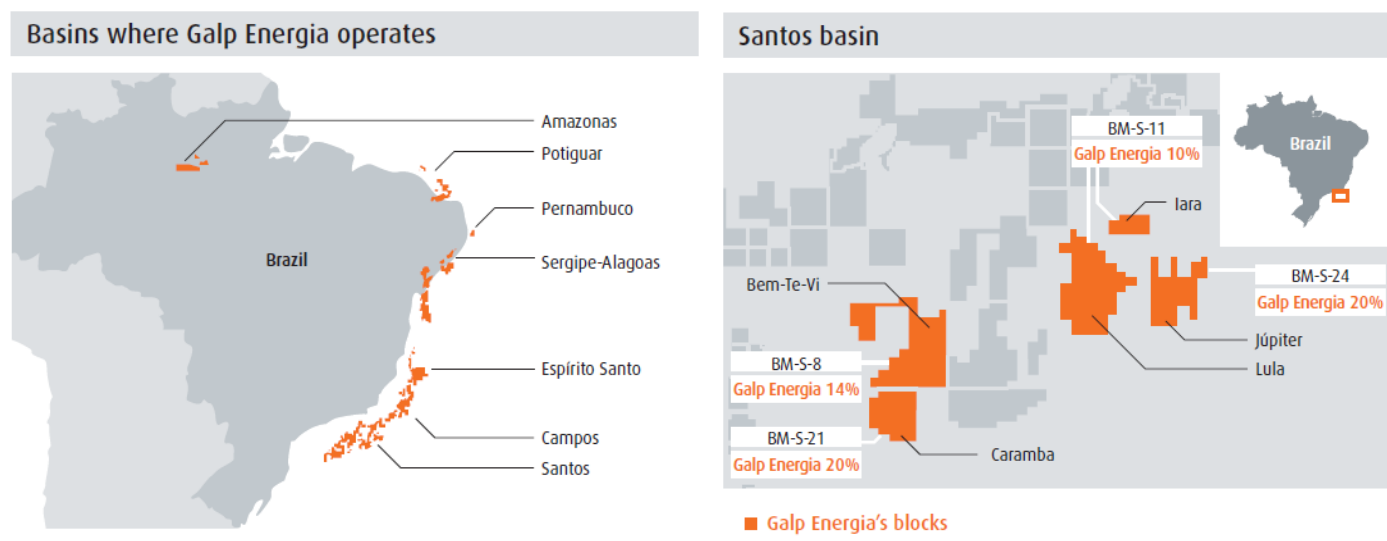 Basins where Galp Energia operates
Amazonas
Potiguar
Pernambuco
Brazil
Sergipe-Alagoas
Espírito Santo
Campos
Santos
Santos basin
BM-S-11
Galp Energia 10%
Brazil
Iara
BM-S-24
Galp Energia 20%
Bem-Te-Vi
Júpiter
Lula
BM-S-8
Galp Energia 14%
BM-S-21
Galp Energia 20%
Caramba
Galp Energia's blocks